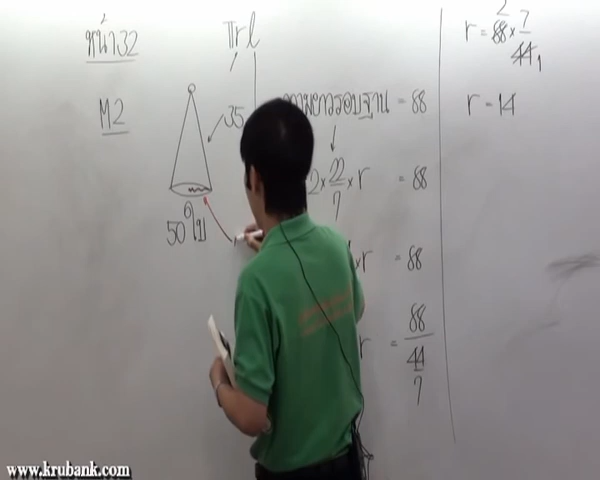 หน้า 32
M2
πrl
35
50 ใบ
ความยาวรอบฐาน = 88
2 × 22/7 × r = 88
× r = 88
r = 88 / 44/7
r = 88 × 7/44
2
1
r = 14
www.krubank.com